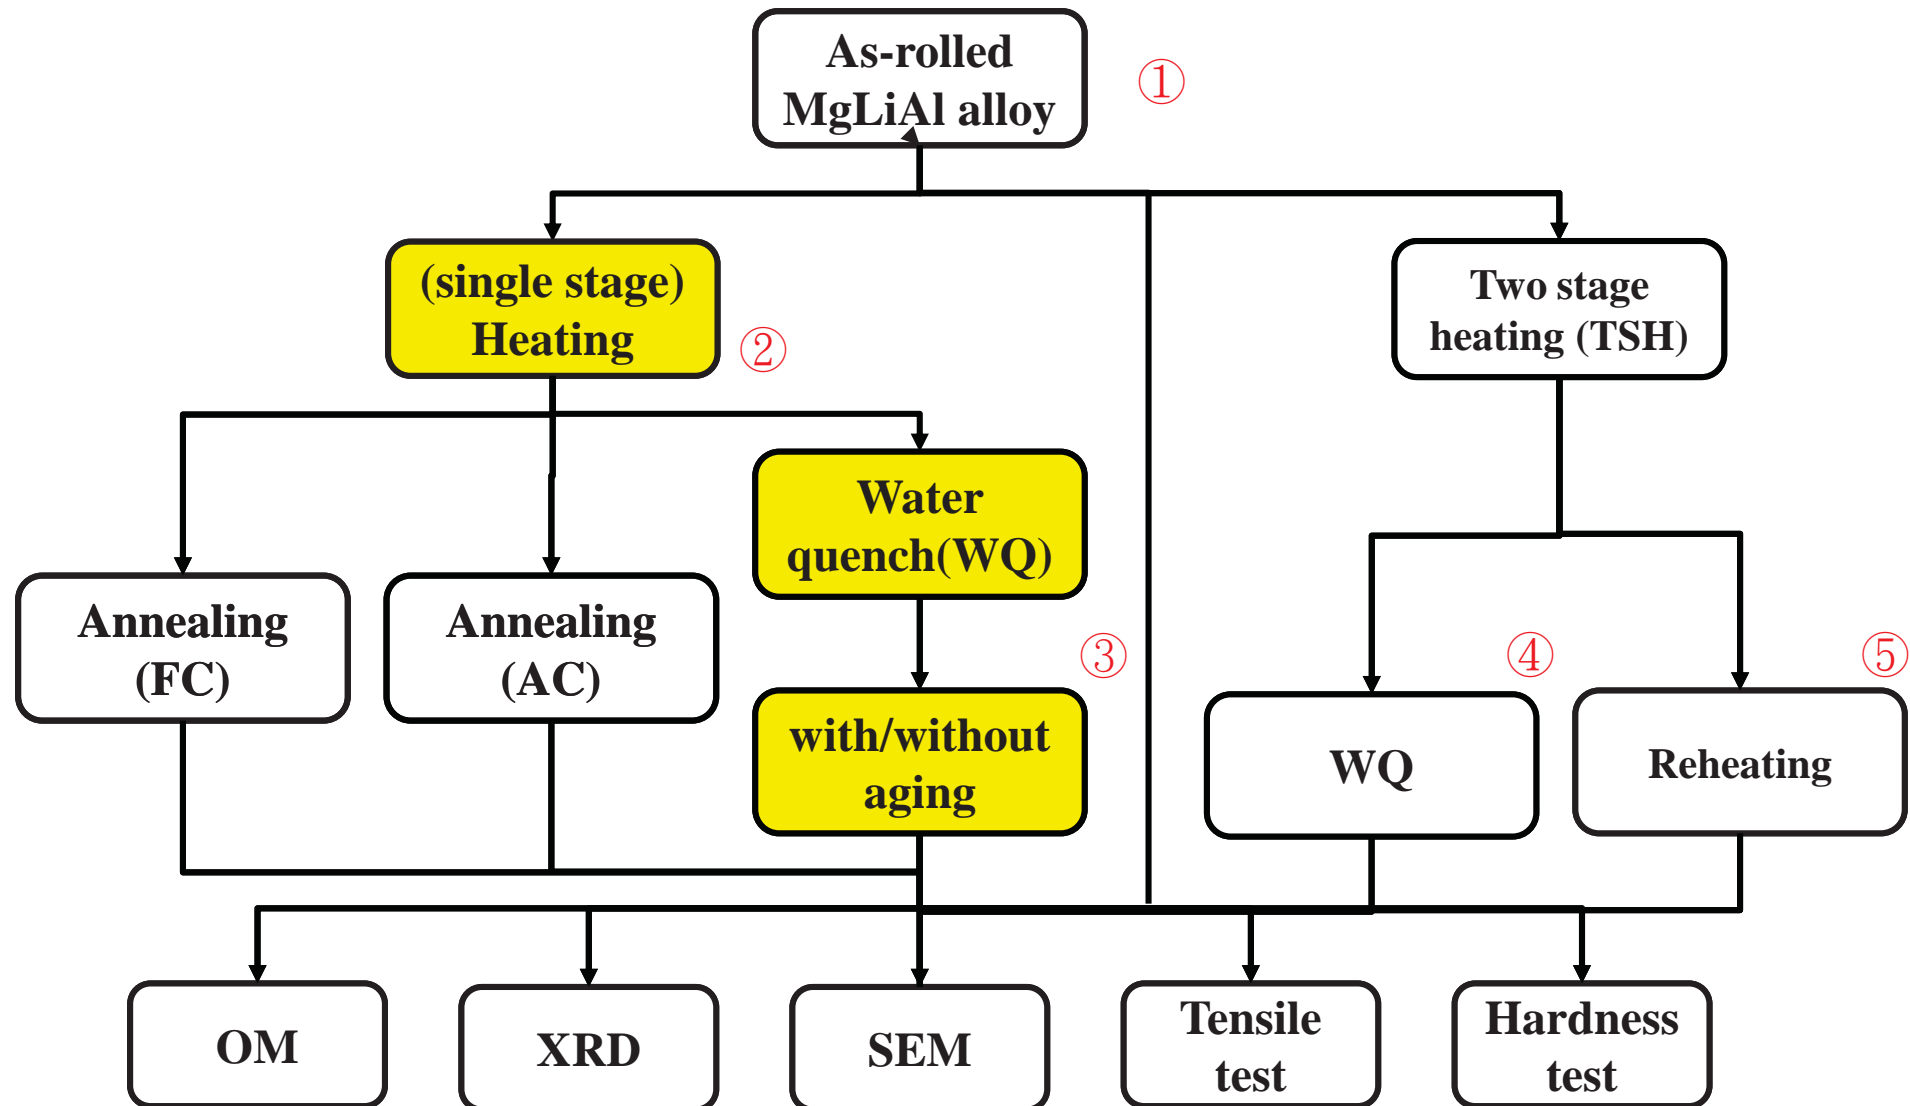 As-rolled
MgLiAl alloy
①
(single stage)
Heating
②
Two stage
heating (TSH)
Water
quench(WQ)
Annealing
(FC)
Annealing
(AC)
③
④
⑤
with/without
aging
WQ
Reheating
OM
XRD
SEM
Tensile
test
Hardness
test